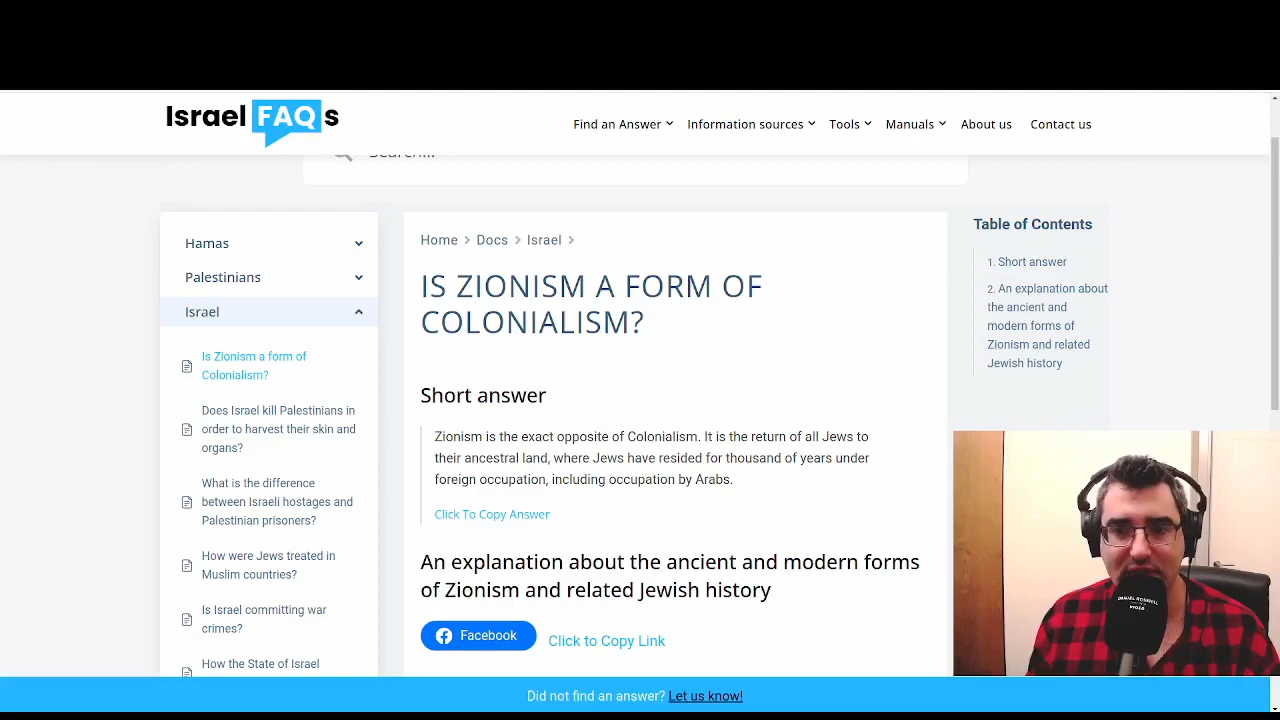 Israel FAQs
Find an Answer Information sources Tools Manuals About us Contact us
Search...
Hamas
Palestinians
Israel
Is Zionism a form of
Colonialism?
Does Israel kill Palestinians in
order to harvest their skin and
organs?
What is the difference
between Israeli hostages and
Palestinian prisoners?
How were Jews treated in
Muslim countries?
Is Israel committing war
crimes?
How the State of Israel
Home > Docs > Israel >
IS ZIONISM A FORM OF
COLONIALISM?
Short answer
Zionism is the exact opposite of Colonialism. It is the return of all Jews to
their ancestral land, where Jews have resided for thousand of years under
foreign occupation, including occupation by Arabs.
Click To Copy Answer
An explanation about the ancient and modern forms
of Zionism and related Jewish history
Facebook Click to Copy Link
Table of Contents
1. Short answer
2. An explanation about
the ancient and
modern forms of
Zionism and related
Jewish history
DANIEL ROSEHILL
Did not find an answer? Let us know!